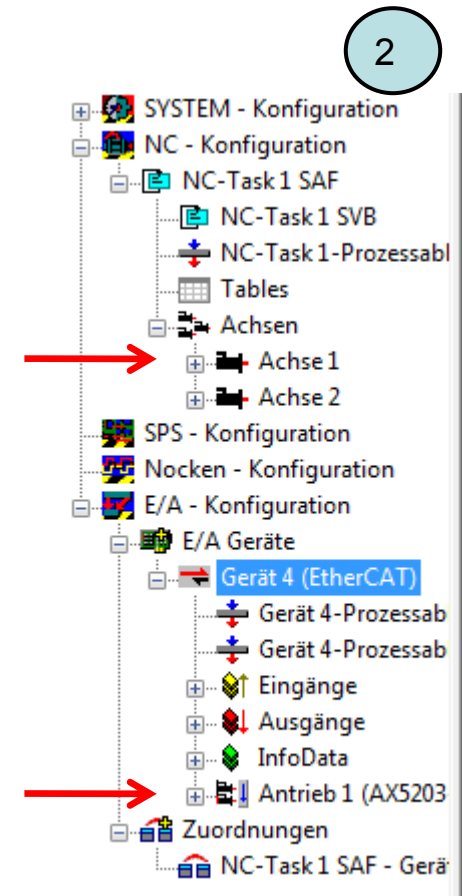 2
SYSTEM - Konfiguration
NC - Konfiguration
NC-Task 1 SAF
NC-Task 1 SVB
NC-Task 1-Prozessabl
Tables
Achsen
Achse 1
Achse 2
SPS - Konfiguration
Nocken - Konfiguration
E/A - Konfiguration
E/A Geräte
Gerät 4 (EtherCAT)
Gerät 4-Prozessab
Gerät 4-Prozessab
Eingänge
Ausgänge
InfoData
Antrieb 1 (AX5203
Zuordnungen
NC-Task 1 SAF - Gerä